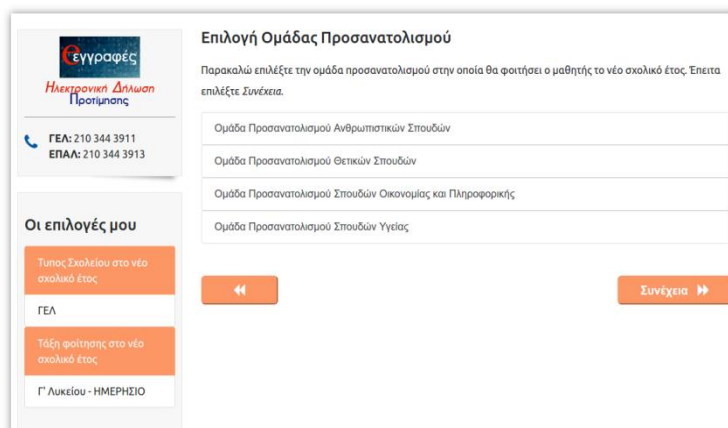 εεγγραφές
Ηλεκτρονική Δήλωση
Προτίμησης
ΓΕΛ: 210 344 3911
ΕΠΑΛ: 210 344 3913
Οι επιλογές μου
Τυπος Σχολείου στο νέο
σχολικό έτος
ΓΕΛ
Τάξη φοίτησης στο νέο
σχολικό έτος
Γ' Λυκείου - ΗΜΕΡΗΣΙΟ
Επιλογή Ομάδας Προσανατολισμού
Παρακαλώ επιλέξτε την ομάδα προσανατολισμού στην οποία θα φοιτήσει ο μαθητής το νέο σχολικό έτος. Έπειτα
επιλέξτε Συνέχεια.
Ομάδα Προσανατολισμού Ανθρωπιστικών Σπουδών
Ομάδα Προσανατολισμού Θετικών Σπουδών
Ομάδα Προσανατολισμού Σπουδών Οικονομίας και Πληροφορικής
Ομάδα Προσανατολισμού Σπουδών Υγείας
Συνέχεια